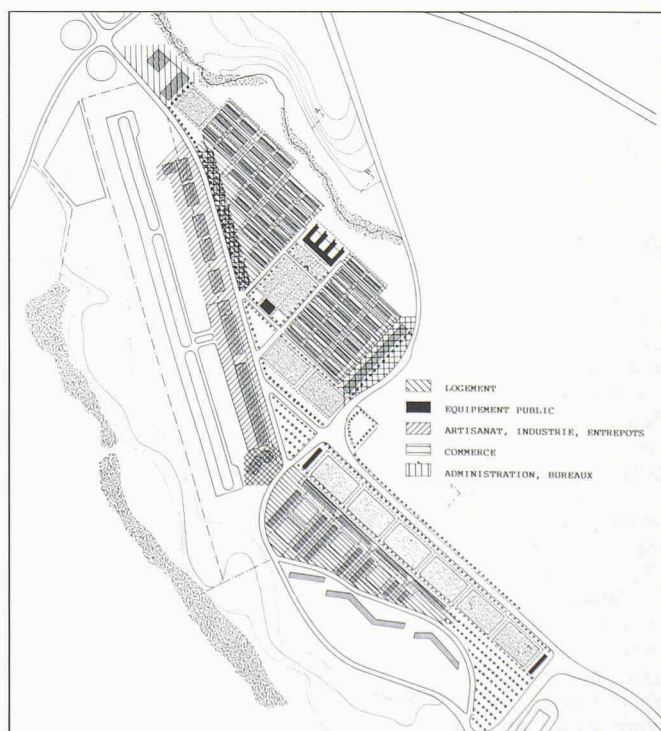 LOGEMENT
EQUIPEMENT PUBLIC
ARTISANAT, INDUSTRIE, ENTREPOTS
COMMERCE
ADMINISTRATION, BUREAUX